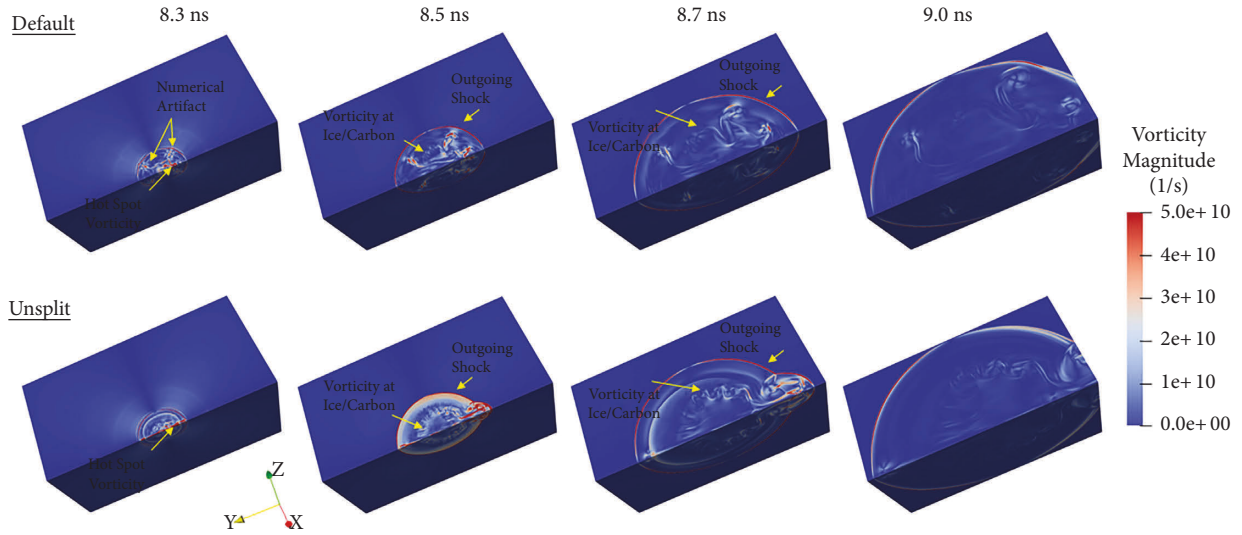 8.3 ns
8.5 ns
8.7 ns
9.0 ns
Default
Numerical
Artifact
Hot Spot
Vorticity
Outgoing
Shock
Vorticity at
Ice/Carbon
Outgoing
Shock
Vorticity at
Ice/Carbon
Vorticity
Magnitude
(1/s)
5.0e+ 10
4e+ 10
3e+ 10
2e+ 10
1e+ 10
0.0e+ 00
Unsplit
Hot Spot
Vorticity
Outgoing
Shock
Vorticity at
Ice/Carbon
Outgoing
Shock
Vorticity at
Ice/Carbon
Z
Y
X